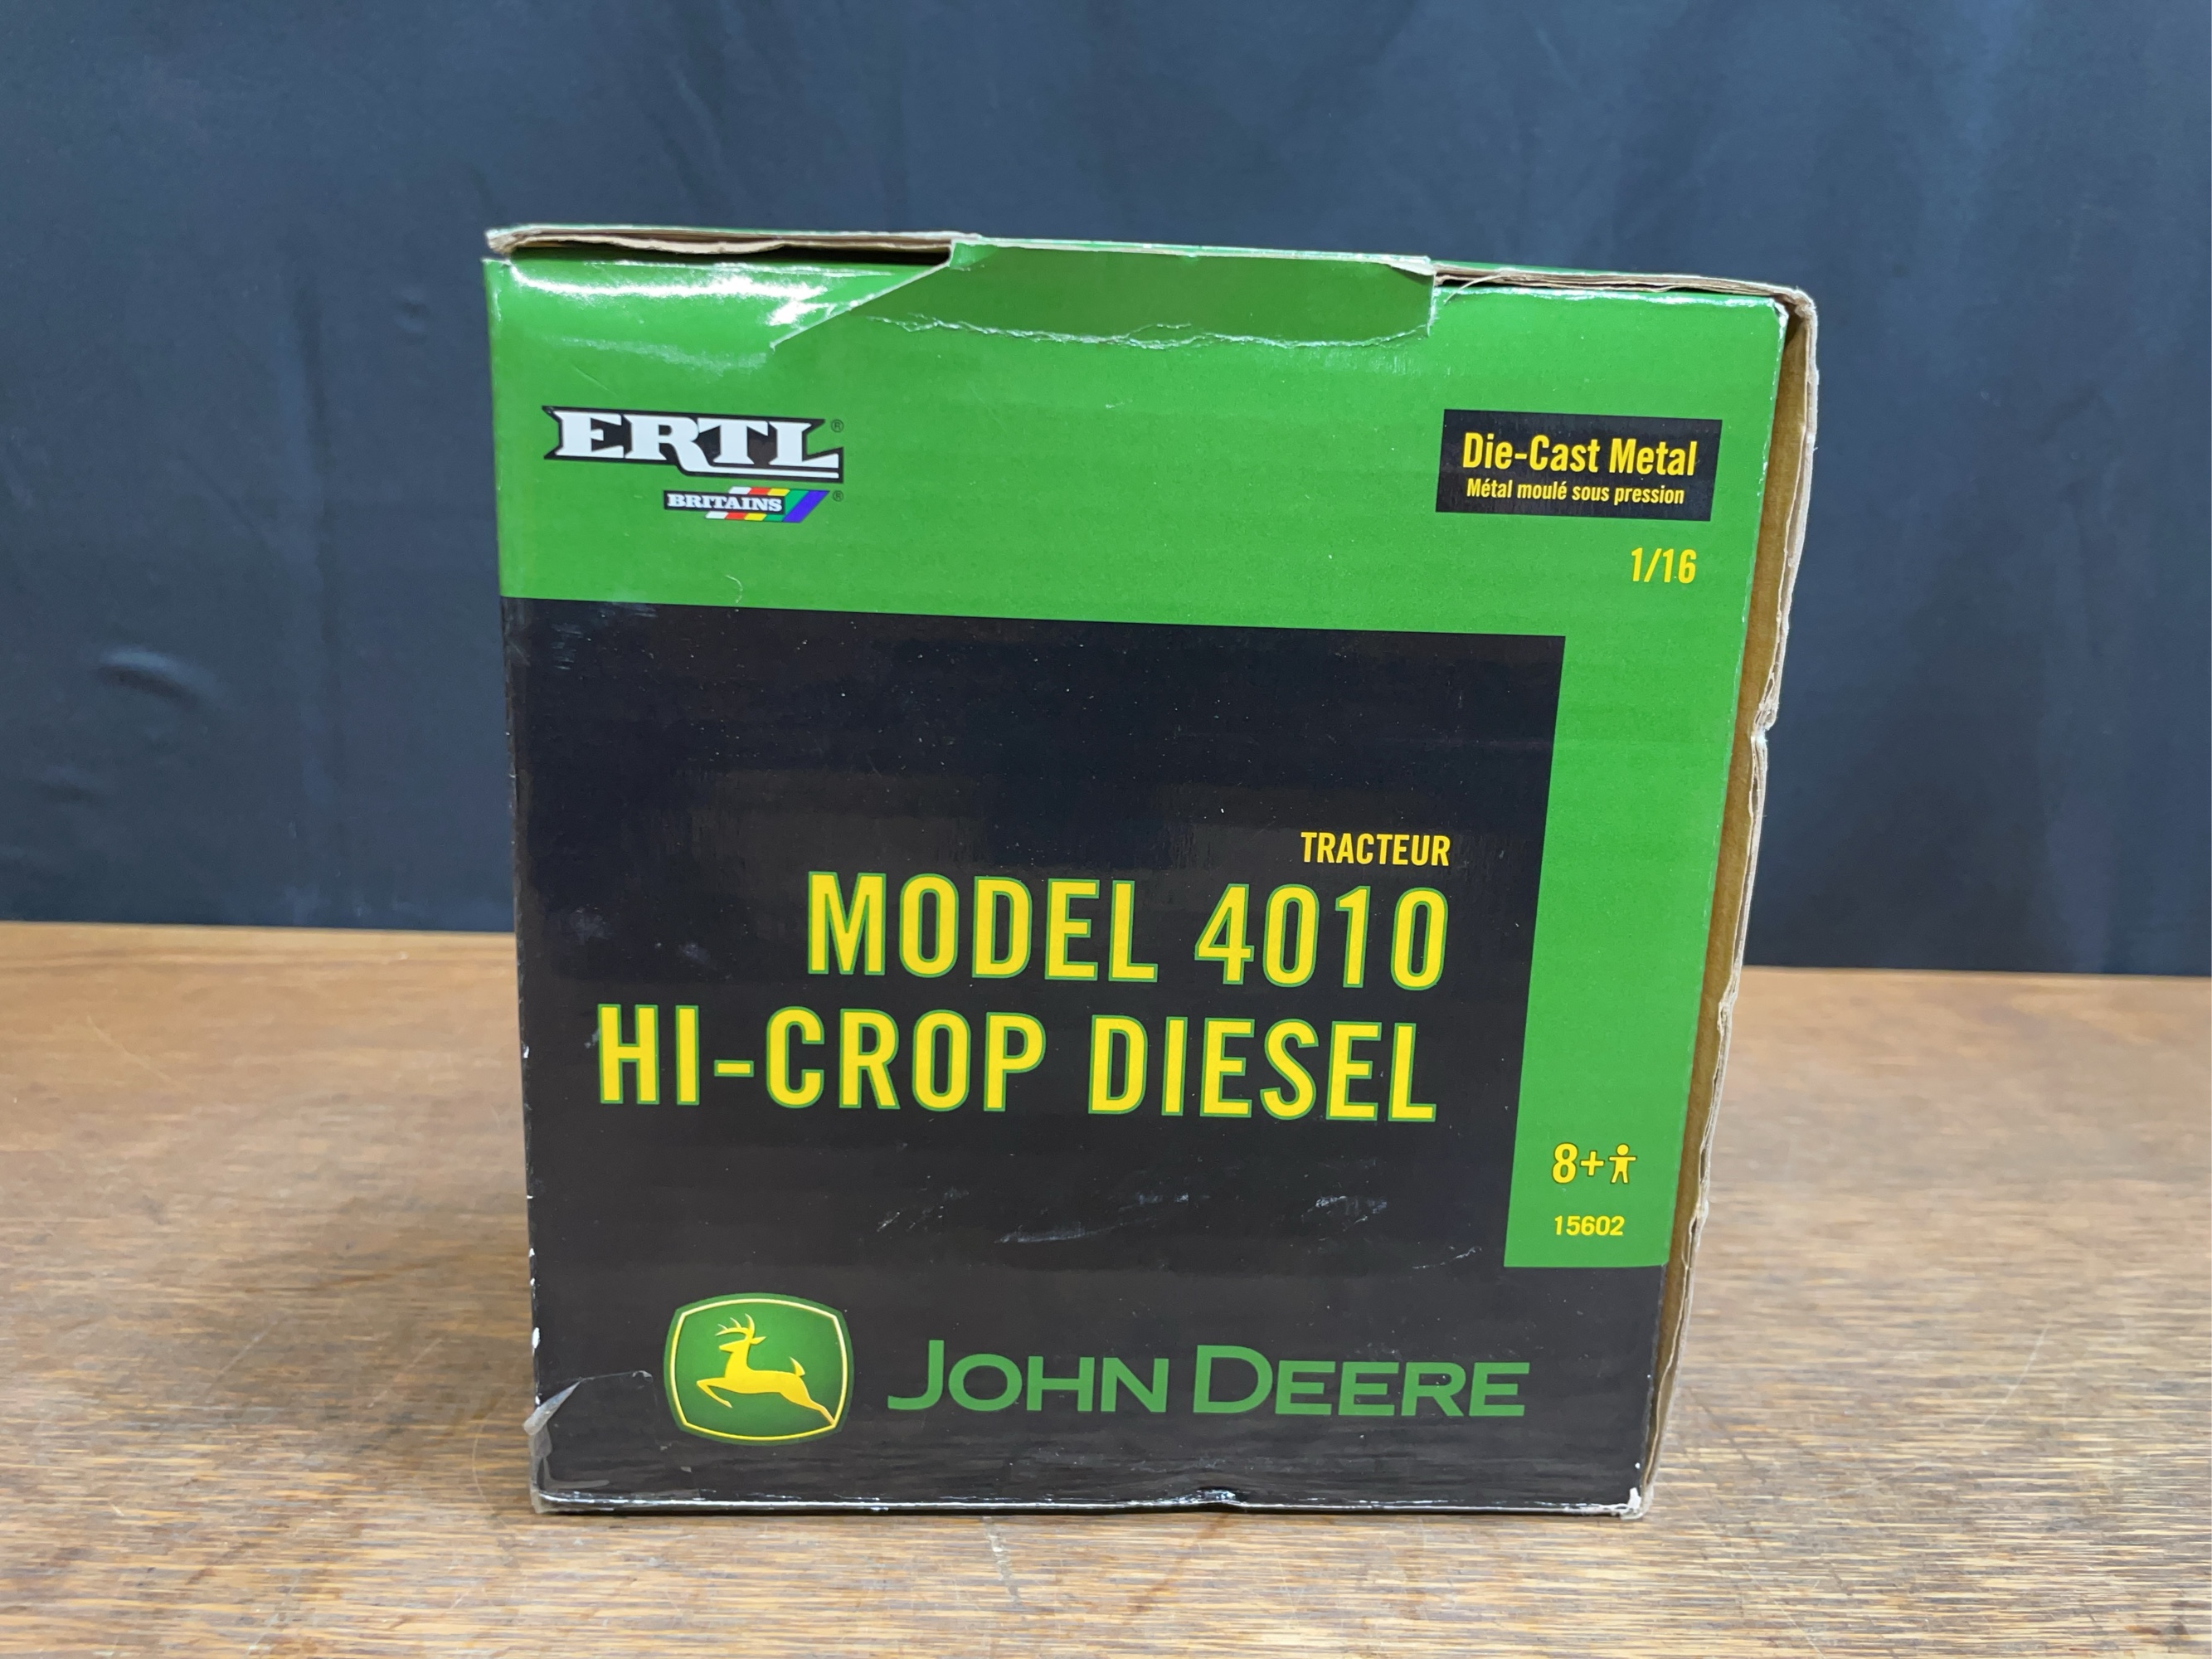 ERTL®
BRITAINS®
Die-Cast Metal
Métal moulé sous pression
1/16
TRACTEUR
MODEL 4010
HI-CROP DIESEL
8+
15602
JOHN DEERE